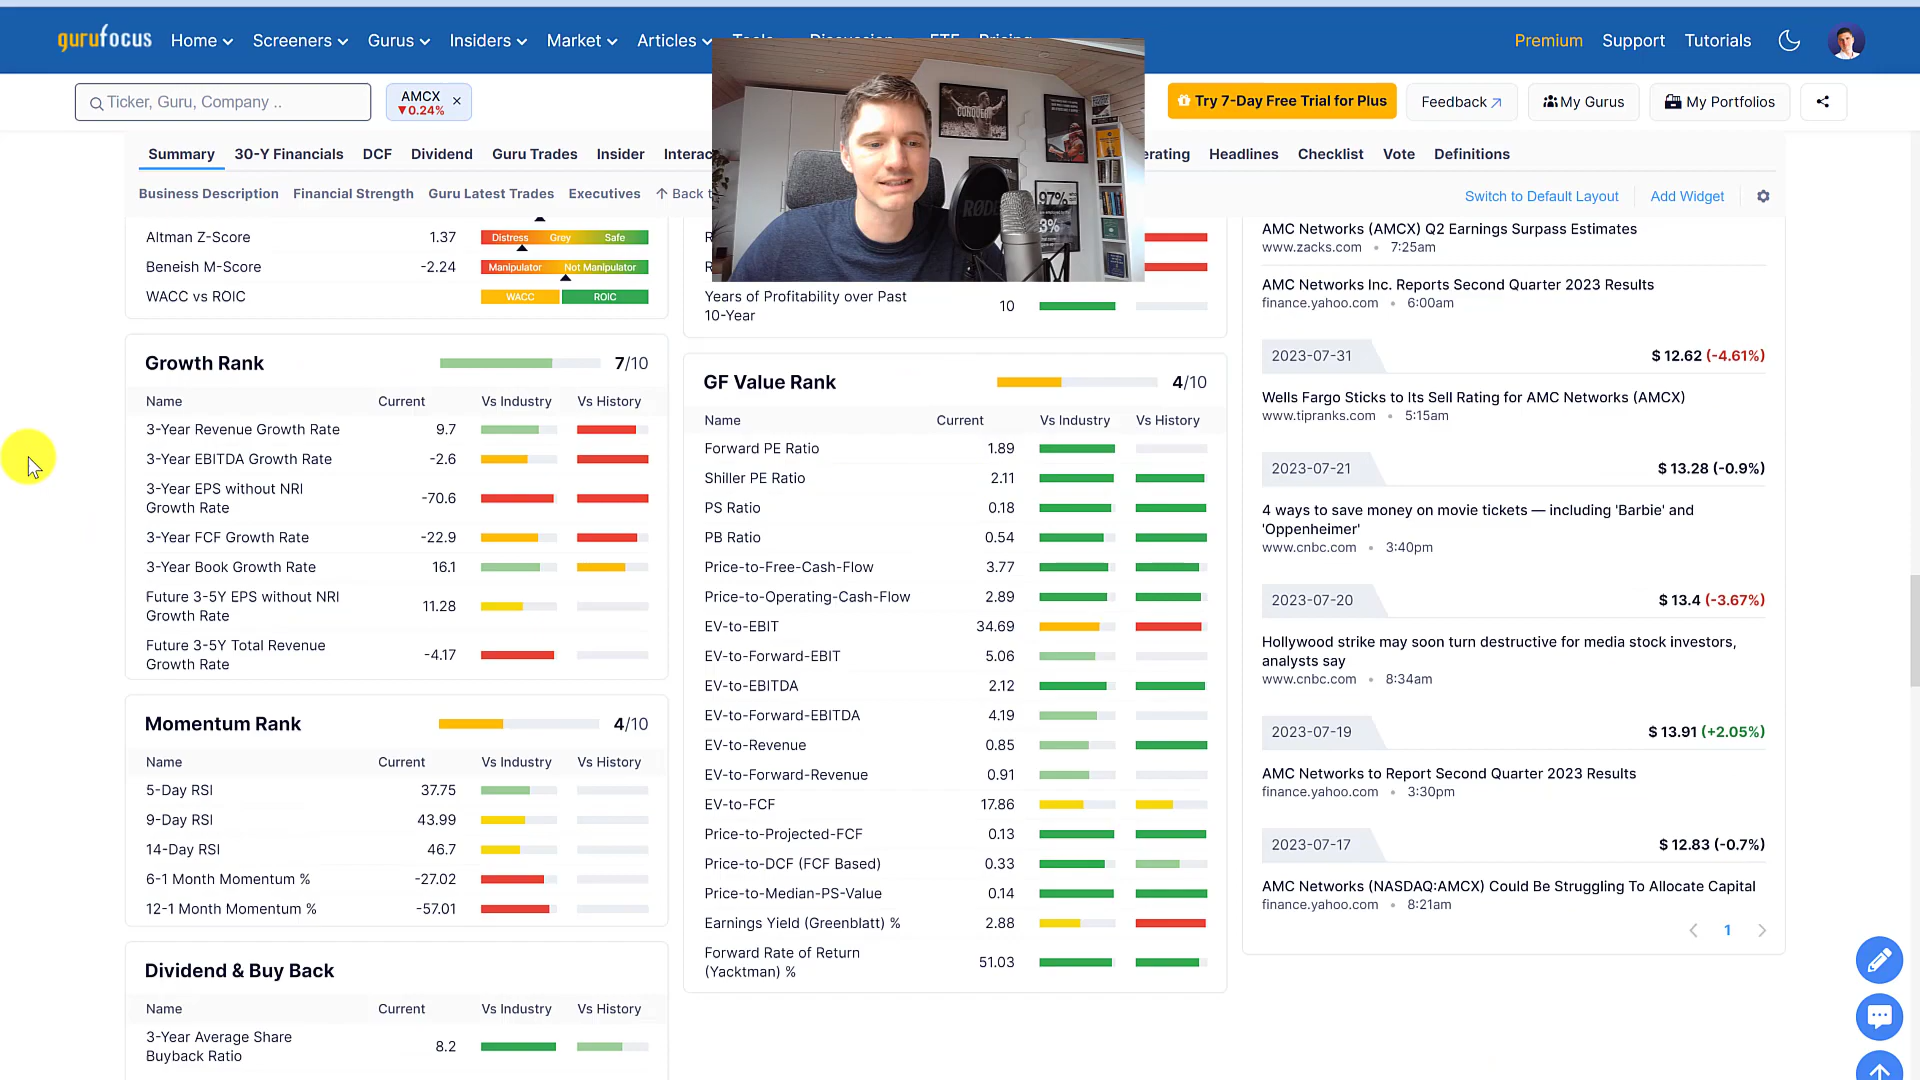 gurufocus
Home
Screeners
Gurus
Insiders
Market
Articles
Premium
Support
Tutorials
Ticker, Guru, Company ..
AMCX
▼0.24%
Try 7-Day Free Trial for Plus
Feedback
My Gurus
My Portfolios
Summary
30-Y Financials
DCF
Dividend
Guru Trades
Insider
Interac
erating
Headlines
Checklist
Vote
Definitions
Business Description
Financial Strength
Guru Latest Trades
Executives
Back t
Switch to Default Layout
Add Widget
CONQUER
97%
3%
RØDE
Altman Z-Score 1.37 Distress Grey Safe
Beneish M-Score -2.24 Manipulator Not Manipulator
WACC vs ROIC WACC ROIC
Growth Rank 7/10
Name Current Vs Industry Vs History
3-Year Revenue Growth Rate 9.7
3-Year EBITDA Growth Rate -2.6
3-Year EPS without NRI
Growth Rate -70.6
3-Year FCF Growth Rate -22.9
3-Year Book Growth Rate 16.1
Future 3-5Y EPS without NRI
Growth Rate 11.28
Future 3-5Y Total Revenue
Growth Rate -4.17
Momentum Rank 4/10
Name Current Vs Industry Vs History
5-Day RSI 37.75
9-Day RSI 43.99
14-Day RSI 46.7
6-1 Month Momentum % -27.02
12-1 Month Momentum % -57.01
Dividend & Buy Back
Name Current Vs Industry Vs History
3-Year Average Share
Buyback Ratio 8.2
R
R
Years of Profitability over Past
10-Year 10
GF Value Rank 4/10
Name Current Vs Industry Vs History
Forward PE Ratio 1.89
Shiller PE Ratio 2.11
PS Ratio 0.18
PB Ratio 0.54
Price-to-Free-Cash-Flow 3.77
Price-to-Operating-Cash-Flow 2.89
EV-to-EBIT 34.69
EV-to-Forward-EBIT 5.06
EV-to-EBITDA 2.12
EV-to-Forward-EBITDA 4.19
EV-to-Revenue 0.85
EV-to-Forward-Revenue 0.91
EV-to-FCF 17.86
Price-to-Projected-FCF 0.13
Price-to-DCF (FCF Based) 0.33
Price-to-Median-PS-Value 0.14
Earnings Yield (Greenblatt) % 2.88
Forward Rate of Return
(Yacktman) % 51.03
AMC Networks (AMCX) Q2 Earnings Surpass Estimates
www.zacks.com • 7:25am
AMC Networks Inc. Reports Second Quarter 2023 Results
finance.yahoo.com • 6:00am
2023-07-31 $ 12.62 (-4.61%)
Wells Fargo Sticks to Its Sell Rating for AMC Networks (AMCX)
www.tipranks.com • 5:15am
2023-07-21 $ 13.28 (-0.9%)
4 ways to save money on movie tickets — including 'Barbie' and
'Oppenheimer'
www.cnbc.com • 3:40pm
2023-07-20 $ 13.4 (-3.67%)
Hollywood strike may soon turn destructive for media stock investors,
analysts say
www.cnbc.com • 8:34am
2023-07-19 $ 13.91 (+2.05%)
AMC Networks to Report Second Quarter 2023 Results
finance.yahoo.com • 3:30pm
2023-07-17 $ 12.83 (-0.7%)
AMC Networks (NASDAQ:AMCX) Could Be Struggling To Allocate Capital
finance.yahoo.com • 8:21am
1